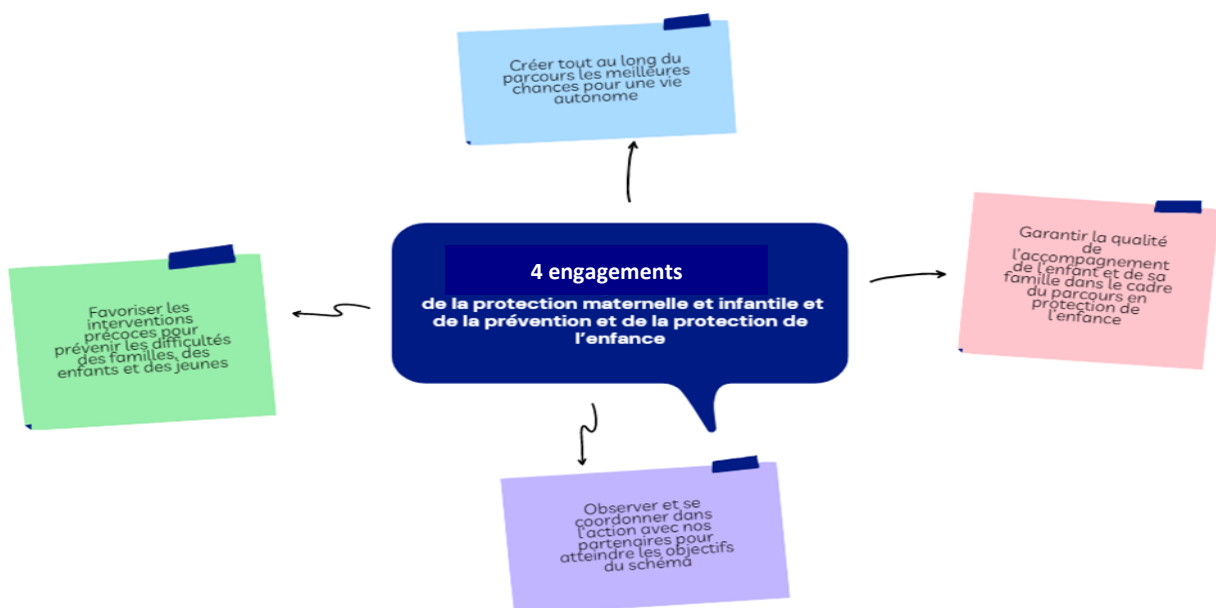 Créer tout au long du
parcours les meilleures
chances pour une vie
autonome
4 engagements
de la protection maternelle et infantile et
de la prévention et de la protection de
l'enfance
Garantir la qualité
de
l'accompagnement
de l'enfant et de sa
famille dans le cadre
du parcours en
protection de
l'enfance
Favoriser les
interventions
précoces pour
prévenir les difficultés
des familles, des
enfants et des jeunes
Observer et se
coordonner dans
l'action avec nos
partenaires pour
atteindre les objectifs
du schéma